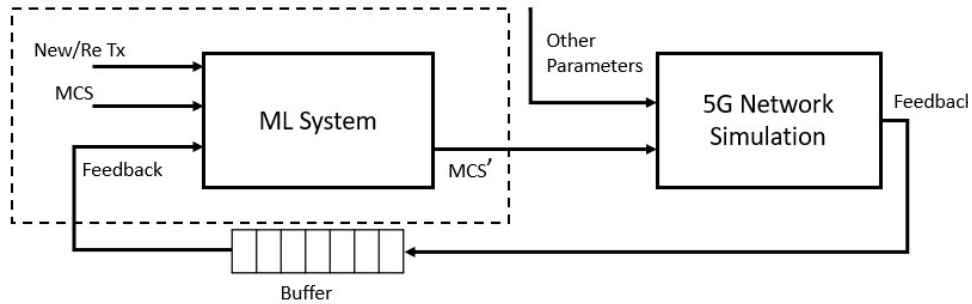 New/Re Tx
MCS
Feedback
ML System
MCS’
Other
Parameters
5G Network
Simulation
Feedback
Buffer